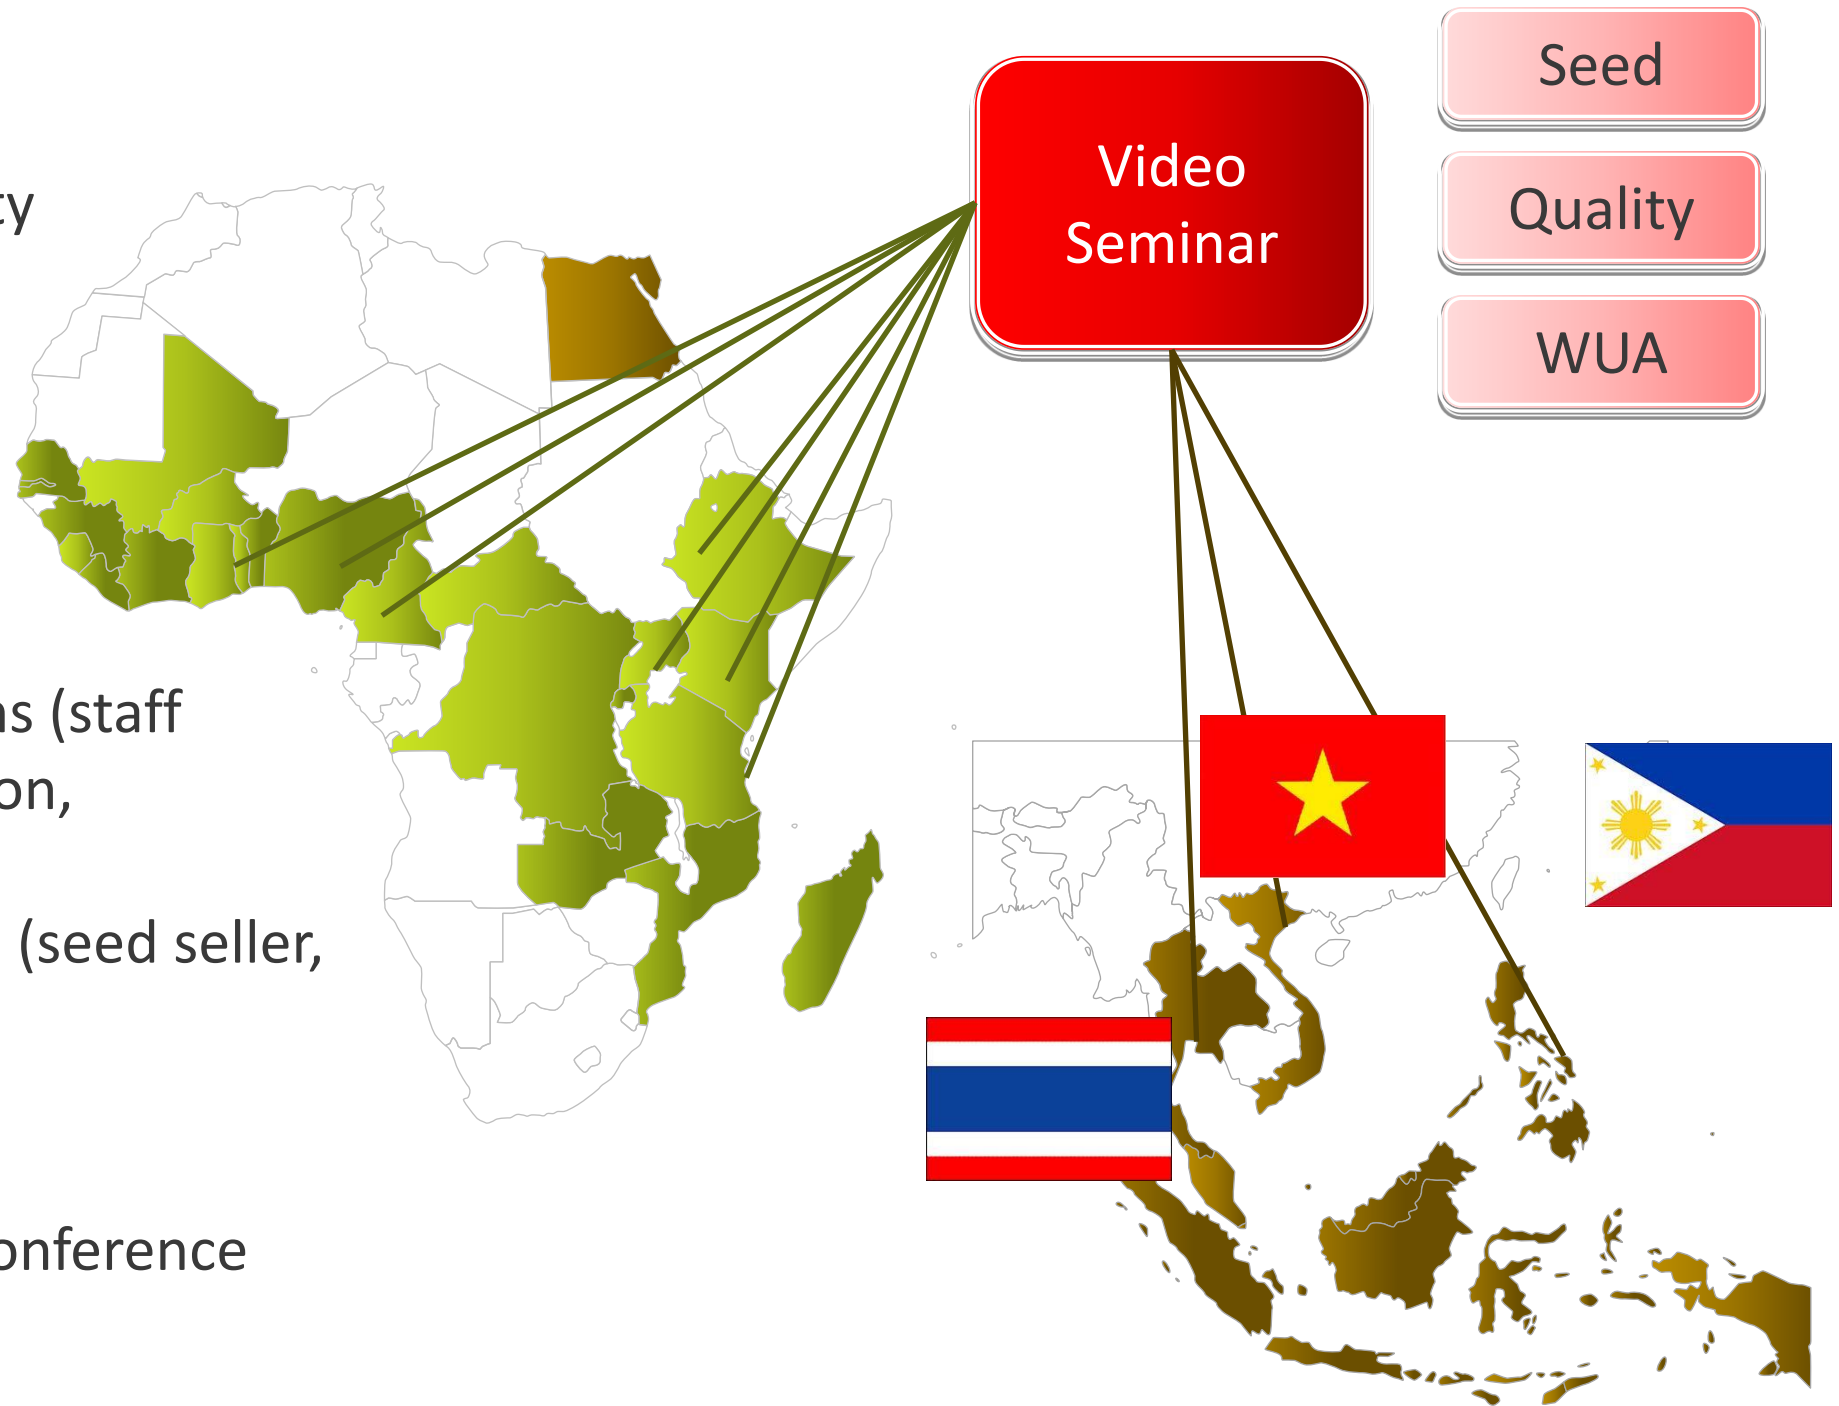 ty
ns (staff
on,
(seed seller,
onference
Video
Seminar
Seed
Quality
WUA